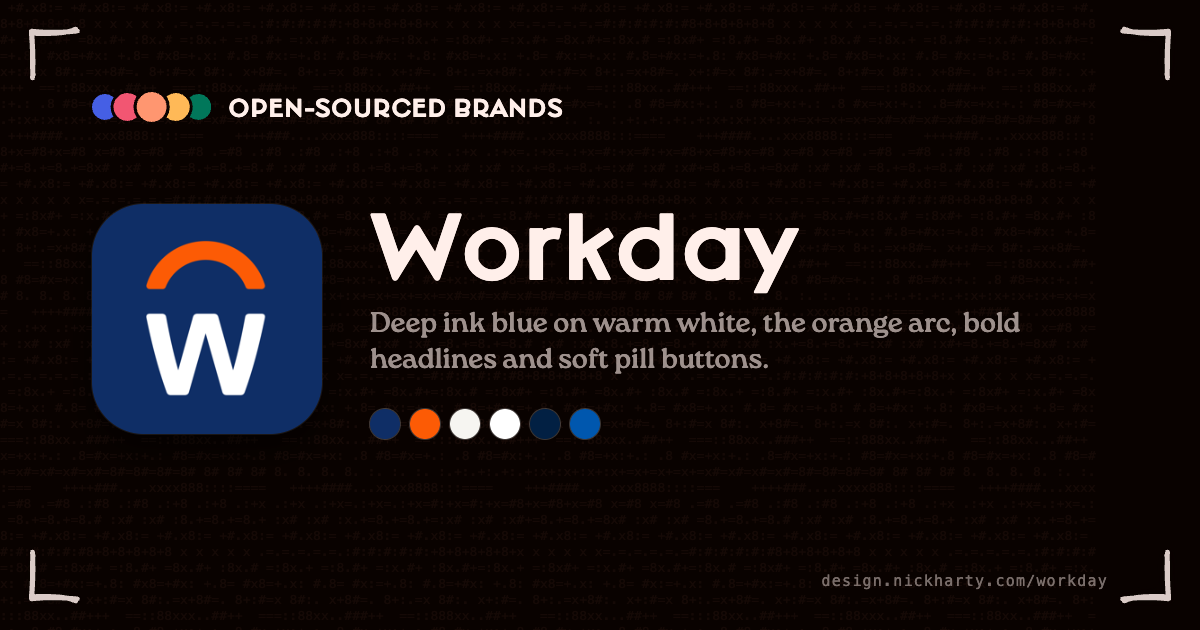 OPEN-SOURCED BRANDS
W
Workday
Deep ink blue on warm white, the orange arc, bold
headlines and soft pill buttons.
design.nickharty.com/workday